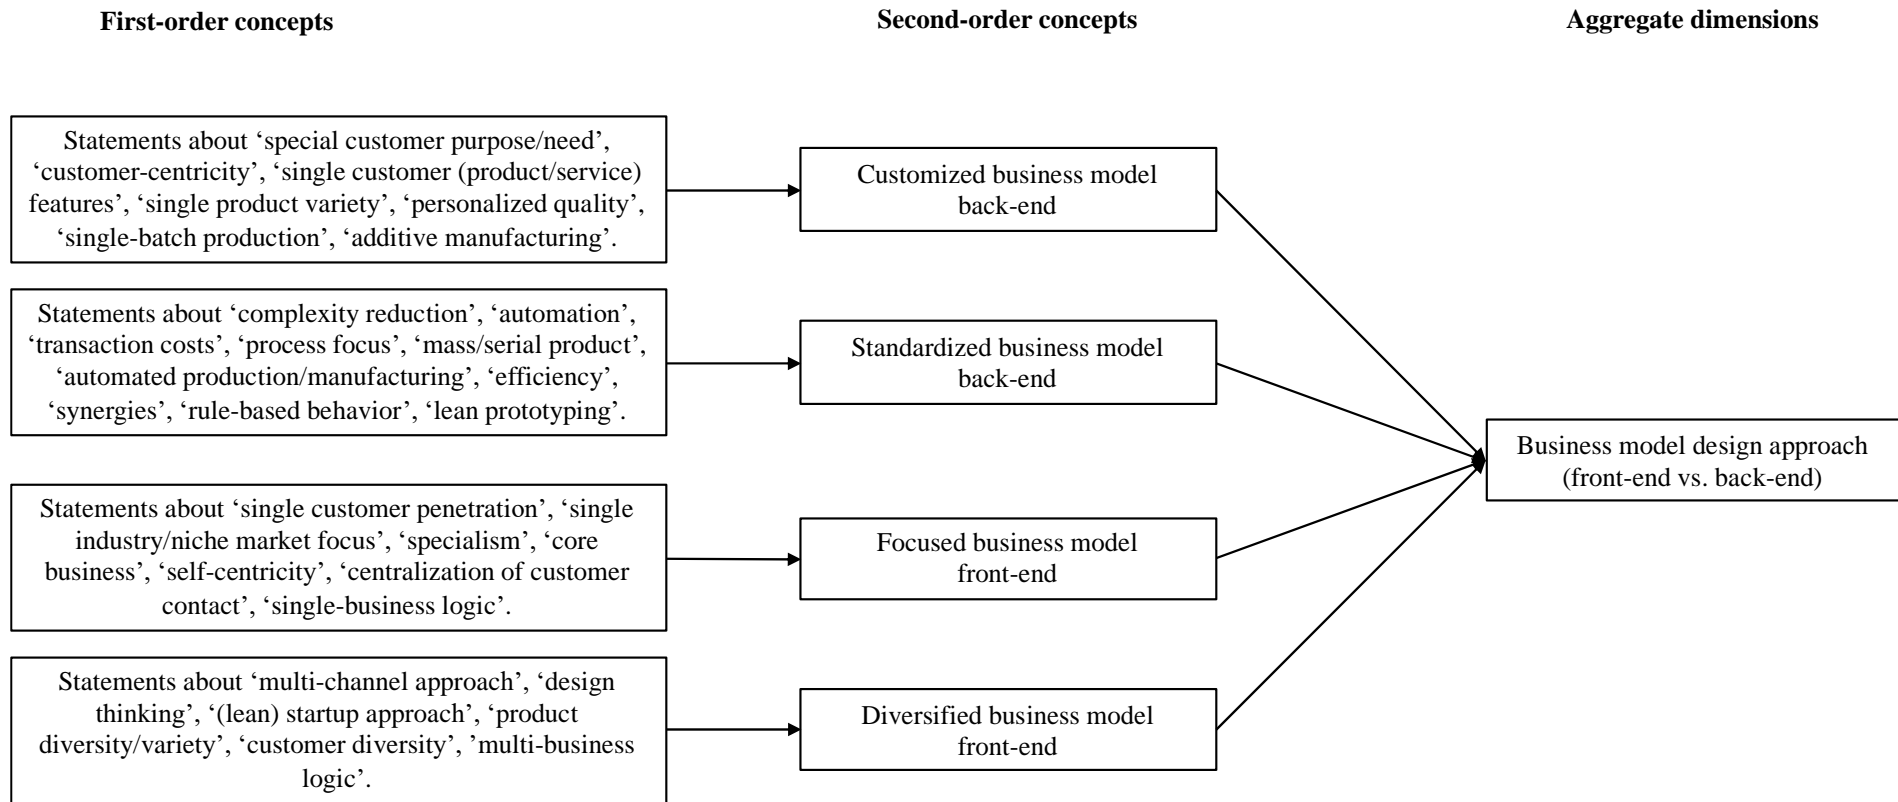 First-order concepts
Second-order concepts
Aggregate dimensions
Statements about ‘special customer purpose/need’,
‘customer-centricity’, ‘single customer (product/service)
features’, ‘single product variety’, ‘personalized quality’,
‘single-batch production’, ‘additive manufacturing’.
Customized business model
back-end
Statements about ‘complexity reduction’, ‘automation’,
‘transaction costs’, ‘process focus’, ‘mass/serial product’,
‘automated production/manufacturing’, ‘efficiency’,
‘synergies’, ‘rule-based behavior’, ‘lean prototyping’.
Standardized business model
back-end
Business model design approach
(front-end vs. back-end)
Statements about ‘single customer penetration’, ‘single
industry/niche market focus’, ‘specialism’, ‘core
business’, ‘self-centricity’, ‘centralization of customer
contact’, ‘single-business logic’.
Focused business model
front-end
Statements about ‘multi-channel approach’, ‘design
thinking’, ‘(lean) startup approach’, ‘product
diversity/variety’, ‘customer diversity’, ’multi-business
logic’.
Diversified business model
front-end